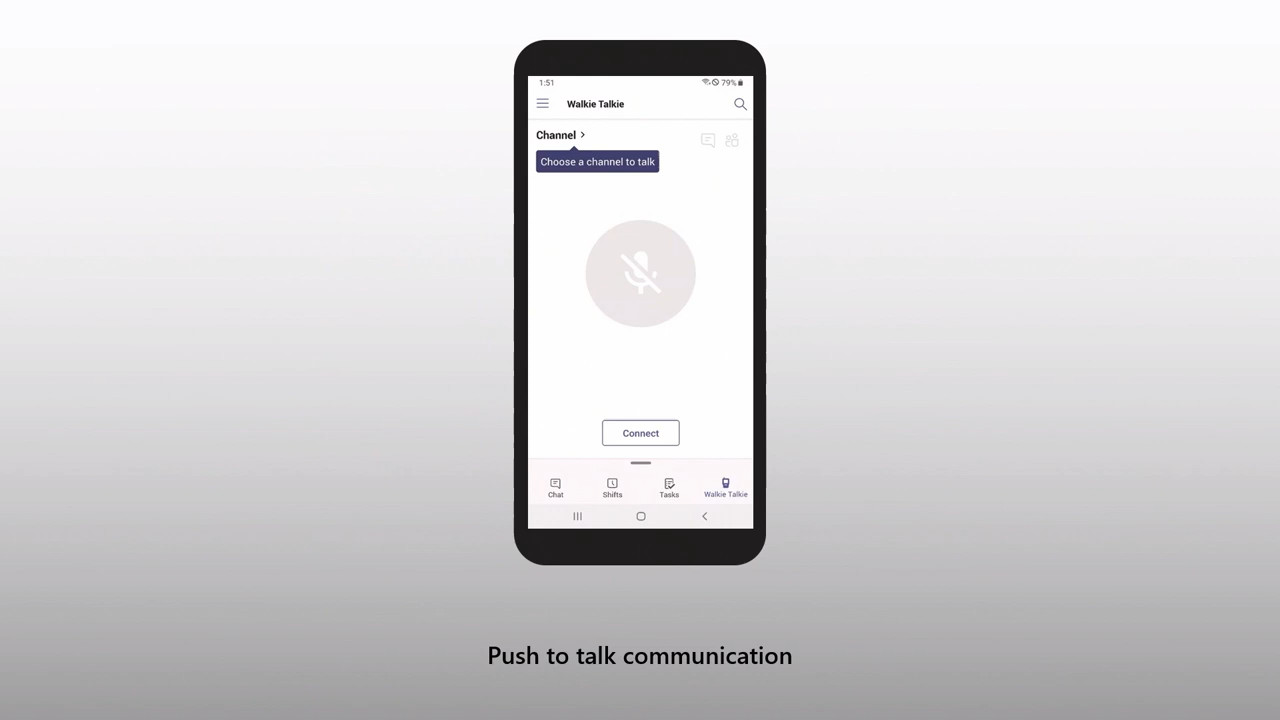 1:51
79%
Walkie Talkie
Channel >
Choose a channel to talk
Connect
Chat
Shifts
Tasks
Walkie Talkie
Push to talk communication